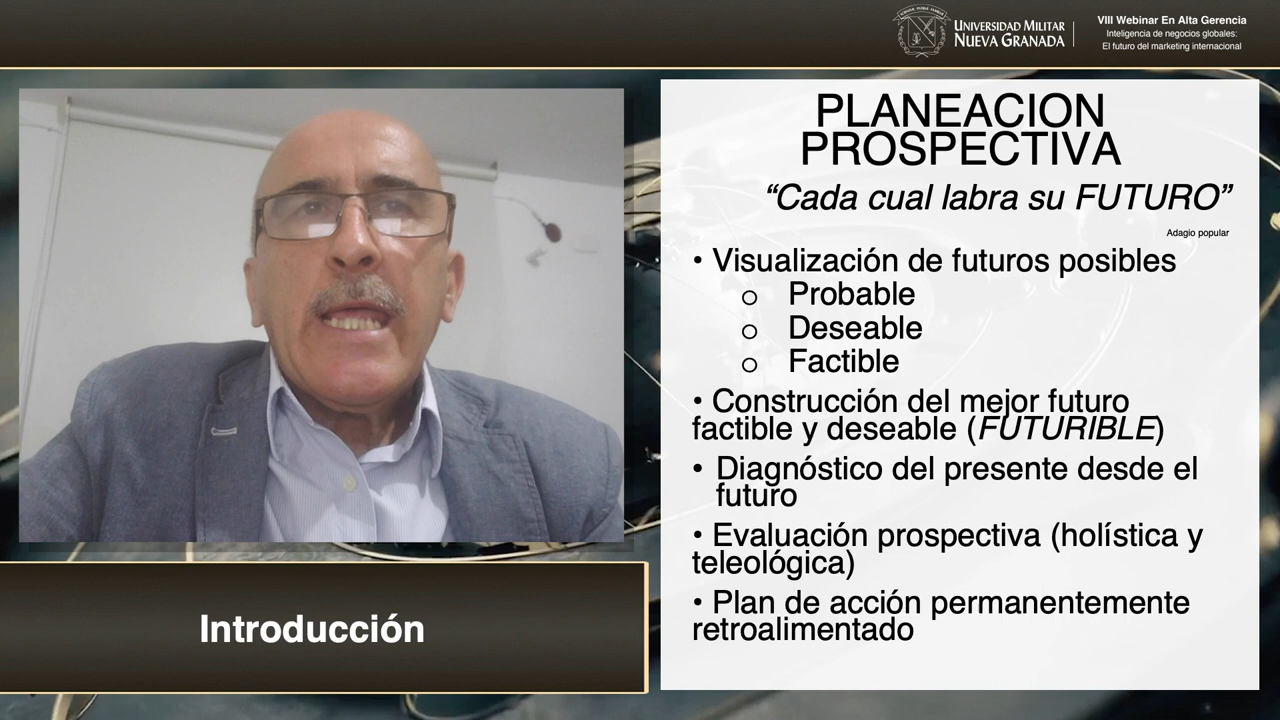 UNIVERSIDAD MILITAR
NUEVA GRANADA
VIII Webinar En Alta Gerencia
Inteligencia de negocios globales:
El futuro del marketing internacional
PLANEACION
PROSPECTIVA
“Cada cual labra su FUTURO”
Adagio popular
• Visualización de futuros posibles
o Probable
o Deseable
o Factible
• Construcción del mejor futuro
factible y deseable (FUTURIBLE)
• Diagnóstico del presente desde el
futuro
• Evaluación prospectiva (holística y
teleológica)
• Plan de acción permanentemente
retroalimentado
Introducción